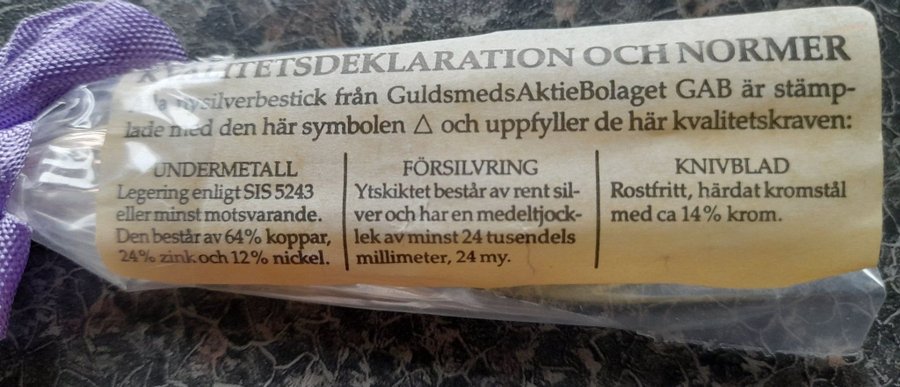 KVALITETSDEKLARATION OCH NORMER
nysilverbestick från GuldsmedsAktieBolaget GAB är stämp-
lade med den här symbolen △ och uppfyller de här kvalitetskraven:
UNDERMETALL
Legering enligt SIS 5243
eller minst motsvarande.
Den består av 64% koppar,
24% zink och 12% nickel.
FÖRSILVRING
Ytskiktet består av rent sil-
ver och har en medeltjock-
lek av minst 24 tusendels
millimeter, 24 my.
KNIVBLAD
Rostfritt, härdat kromstål
med ca 14% krom.